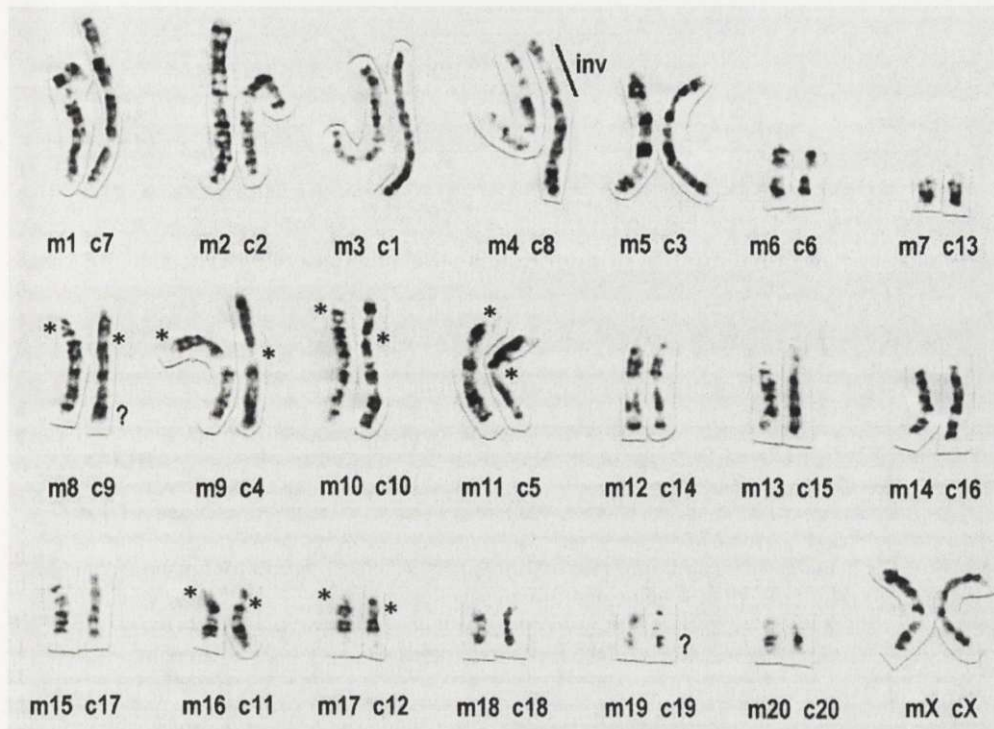 inv
m1 c7 m2 c2 m3 c1 m4 c8 m5 c3 m6 c6 m7 c13
* * * * * * * *
?
m8 c9 m9 c4 m10 c10 m11 c5 m12 c14 m13 c15 m14 c16
* * * *
?
m15 c17 m16 c11 m17 c12 m18 c18 m19 c19 m20 c20 mX cX